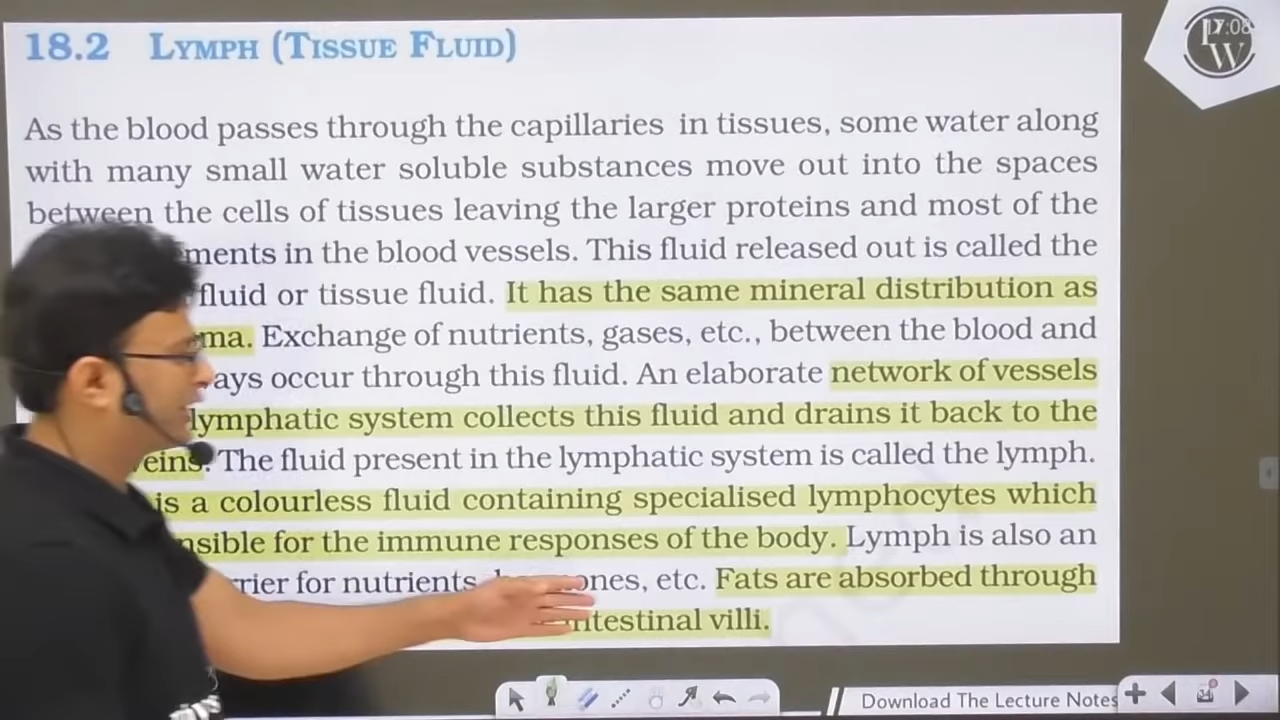 18.2 LYMPH (TISSUE FLUID)
As the blood passes through the capillaries in tissues, some water along
with many small water soluble substances move out into the spaces
between the cells of tissues leaving the larger proteins and most of the
ments in the blood vessels. This fluid released out is called the
fluid or tissue fluid. It has the same mineral distribution as
ma. Exchange of nutrients, gases, etc., between the blood and
ays occur through this fluid. An elaborate network of vessels
lymphatic system collects this fluid and drains it back to the
eins. The fluid present in the lymphatic system is called the lymph.
is a colourless fluid containing specialised lymphocytes which
nsible for the immune responses of the body. Lymph is also an
rier for nutrients, ones, etc. Fats are absorbed through
ntestinal villi.
17:08
W
Download The Lecture Notes